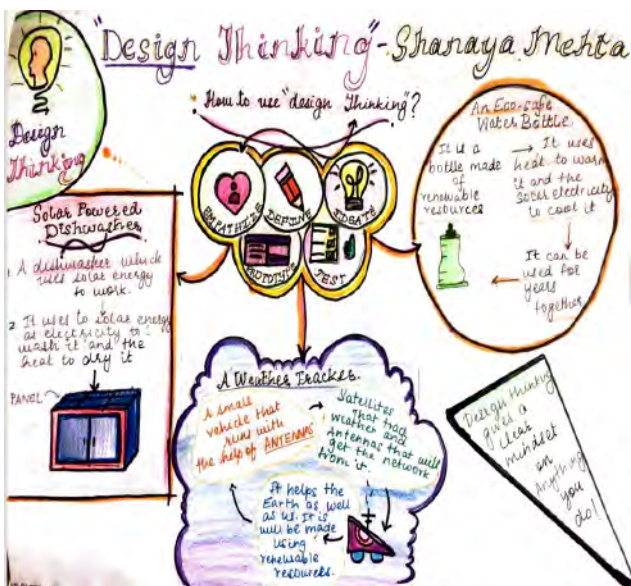 "Design Thinking"-Shanaya Mehta
Design
Thinking
. How to use "design Thinking"?
EMPATHISE
DEFINE
IDEATE
PROTOTYPE
TEST
An Eco-safe
Water Bottle.
It is a
bottle made
of
renewable
resources
→ It uses
heat to warm
it and the
solar electricity
to cool it
It can be
used for
years
together
Solar Powered
Dishwasher
1. A dishwasher which
uses solar energy
to work.
2. It uses to solar energy
as electricity to
wash it and the
heat to dry it
PANEL
A Weather Tracker.
A small
vehicle that
runs with
the help of ANTENNAS
Satellites
that track
weather and
Antennas that will
get the network
from it.
It helps the
Earth as well
as us. It is
will be made
using
renewable
resources.
Design thinking
gives a
clear
mindset
on
Anything
you
do!